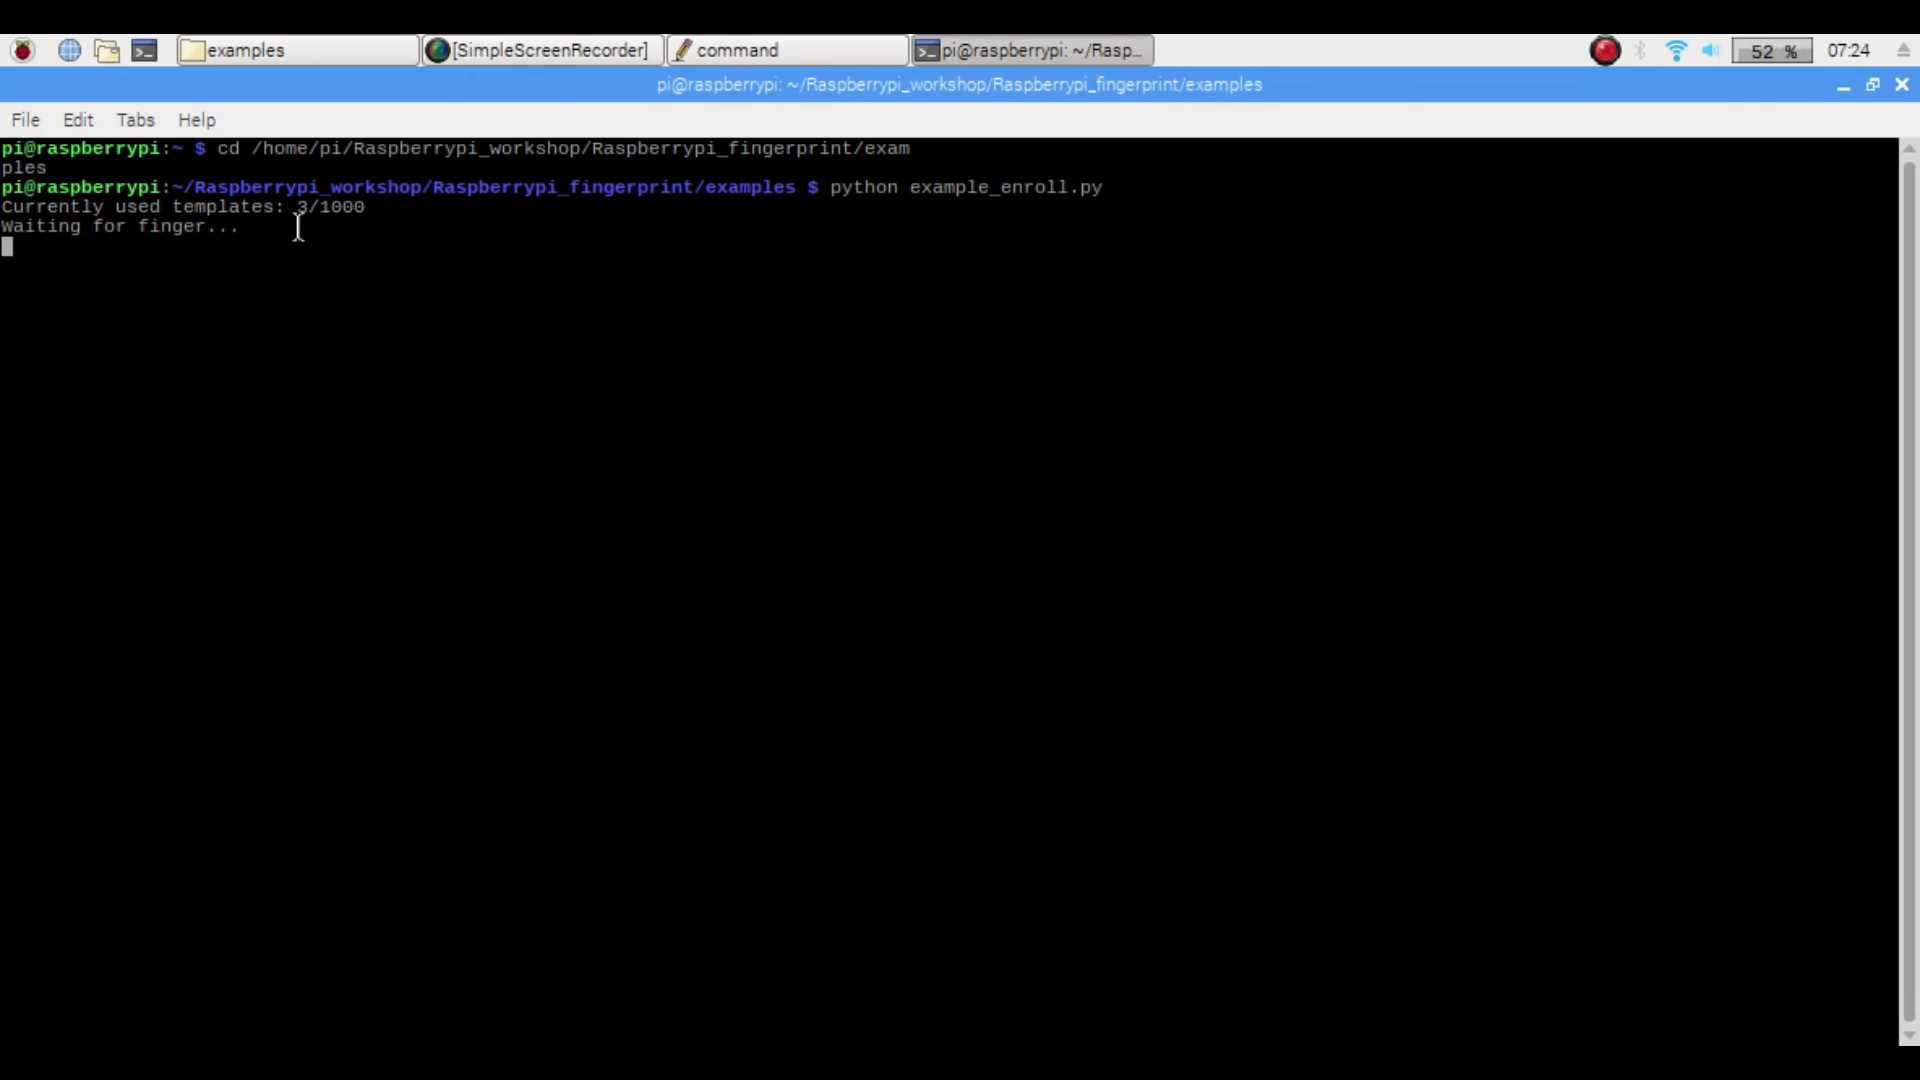 examples
[SimpleScreenRecorder]
command
pi@raspberrypi: ~/Rasp...
52 %
07:24
pi@raspberrypi: ~/Raspberrypi_workshop/Raspberrypi_fingerprint/examples
File Edit Tabs Help
pi@raspberrypi:~ $ cd /home/pi/Raspberrypi_workshop/Raspberrypi_fingerprint/exam
ples
pi@raspberrypi:~/Raspberrypi_workshop/Raspberrypi_fingerprint/examples $ python example_enroll.py
Currently used templates: 3/1000
Waiting for finger...